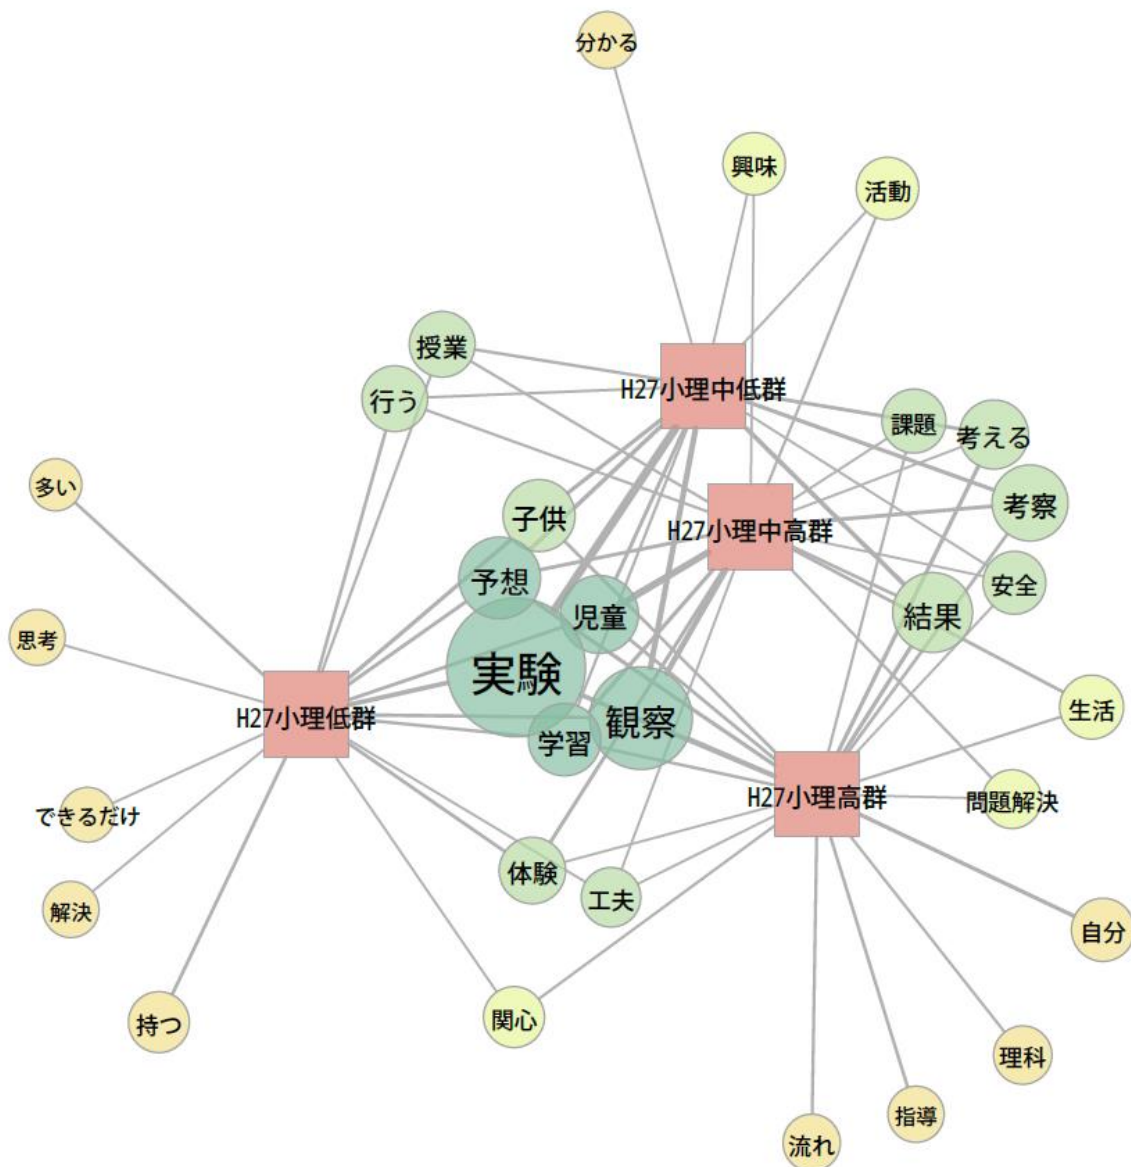 分かる
興味
活動
授業
H27小理中低群
行う
課題
考える
多い
子供
H27小理中高群
考察
予想
安全
児童
結果
思考
実験
H27小理低群
観察
生活
学習
H27小理高群
問題解決
できるだけ
体験
工夫
解決
自分
持つ
関心
理科
指導
流れ